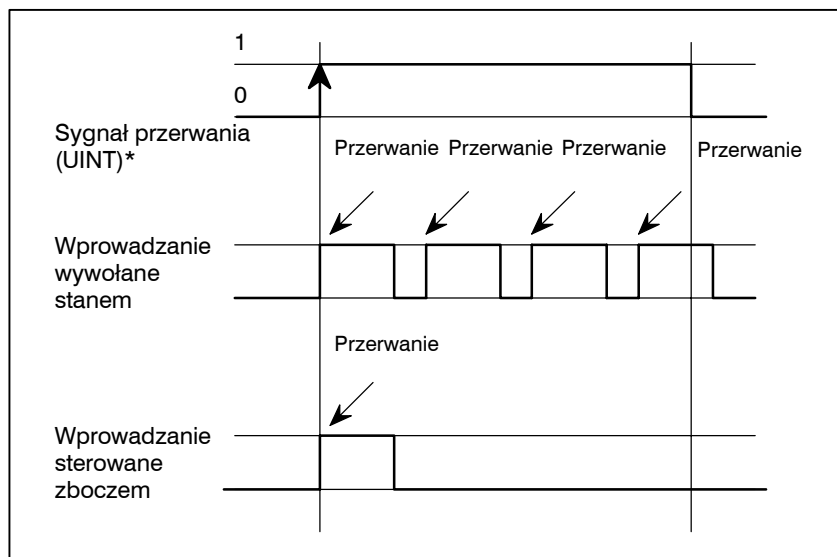 1
0
Sygnał przerwania
(UINT)*
Przerwanie Przerwanie Przerwanie Przerwanie
Wprowadzanie
wywołane
stanem
Przerwanie
Wprowadzanie
sterowane
zboczem